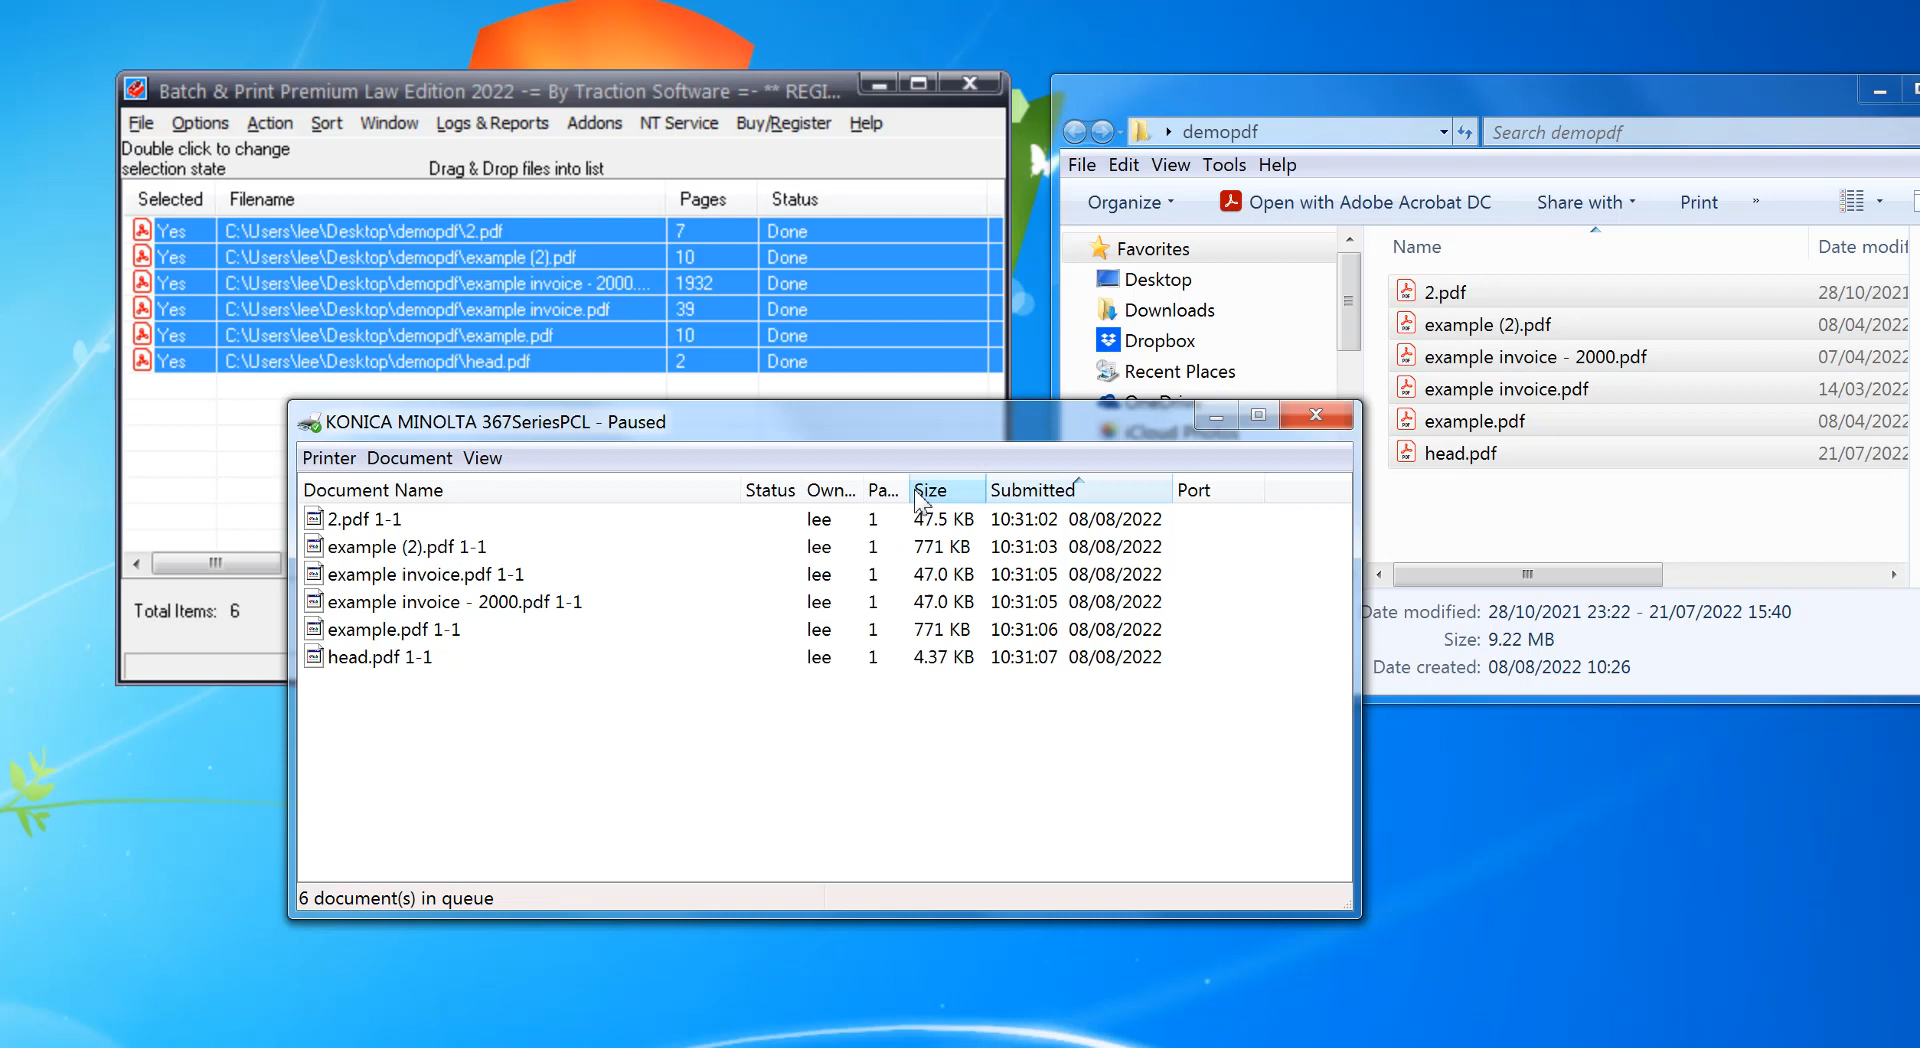 Batch & Print Premium Law Edition 2022 -= By Traction Software =- ** REGI...
File Options Action Sort Window Logs & Reports Addons NT Service Buy/Register Help
Double click to change
selection state
Drag & Drop files into list
Selected Filename Pages Status
Yes C:\Users\lee\Desktop\demopdf\2.pdf 7 Done
Yes C:\Users\lee\Desktop\demopdf\example (2).pdf 10 Done
Yes C:\Users\lee\Desktop\demopdf\example invoice - 2000.... 1932 Done
Yes C:\Users\lee\Desktop\demopdf\example invoice.pdf 39 Done
Yes C:\Users\lee\Desktop\demopdf\example.pdf 10 Done
Yes C:\Users\lee\Desktop\demopdf\head.pdf 2 Done
Total Items: 6
demopdf
Search demopdf
File Edit View Tools Help
Organize Open with Adobe Acrobat DC Share with Print »
Favorites
Desktop
Downloads
Dropbox
Recent Places
OneDrive
iCloud Photos
Name Date modif
2.pdf 28/10/2021
example (2).pdf 08/04/2022
example invoice - 2000.pdf 07/04/2022
example invoice.pdf 14/03/2022
example.pdf 08/04/2022
head.pdf 21/07/2022
Date modified: 28/10/2021 23:22 - 21/07/2022 15:40
Size: 9.22 MB
Date created: 08/08/2022 10:26
KONICA MINOLTA 367SeriesPCL - Paused
Printer Document View
Document Name Status Own... Pa... Size Submitted Port
2.pdf 1-1 lee 1 47.5 KB 10:31:02 08/08/2022
example (2).pdf 1-1 lee 1 771 KB 10:31:03 08/08/2022
example invoice.pdf 1-1 lee 1 47.0 KB 10:31:05 08/08/2022
example invoice - 2000.pdf 1-1 lee 1 47.0 KB 10:31:05 08/08/2022
example.pdf 1-1 lee 1 771 KB 10:31:06 08/08/2022
head.pdf 1-1 lee 1 4.37 KB 10:31:07 08/08/2022
6 document(s) in queue